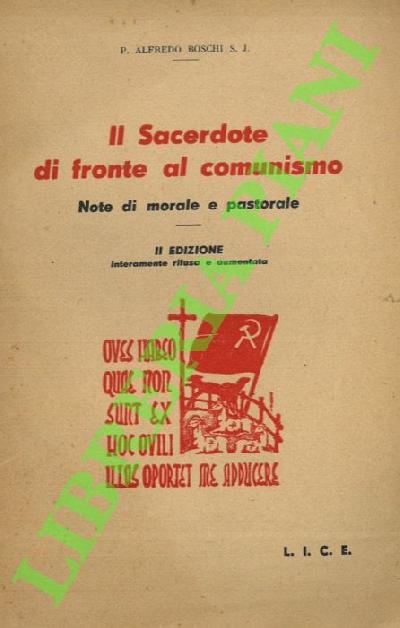 P. ALFREDO BOSCHI S. J.
Il Sacerdote
di fronte al comunismo
Note di morale e pastorale
II EDIZIONE
interamente rifusa e aumentata
OVES HABEO
QUAE NON
SUNT EX
HOC OVILI
ILLAS OPORTET ME ADDUCERE
L. I. C. E.
LIBRERIA PIANI